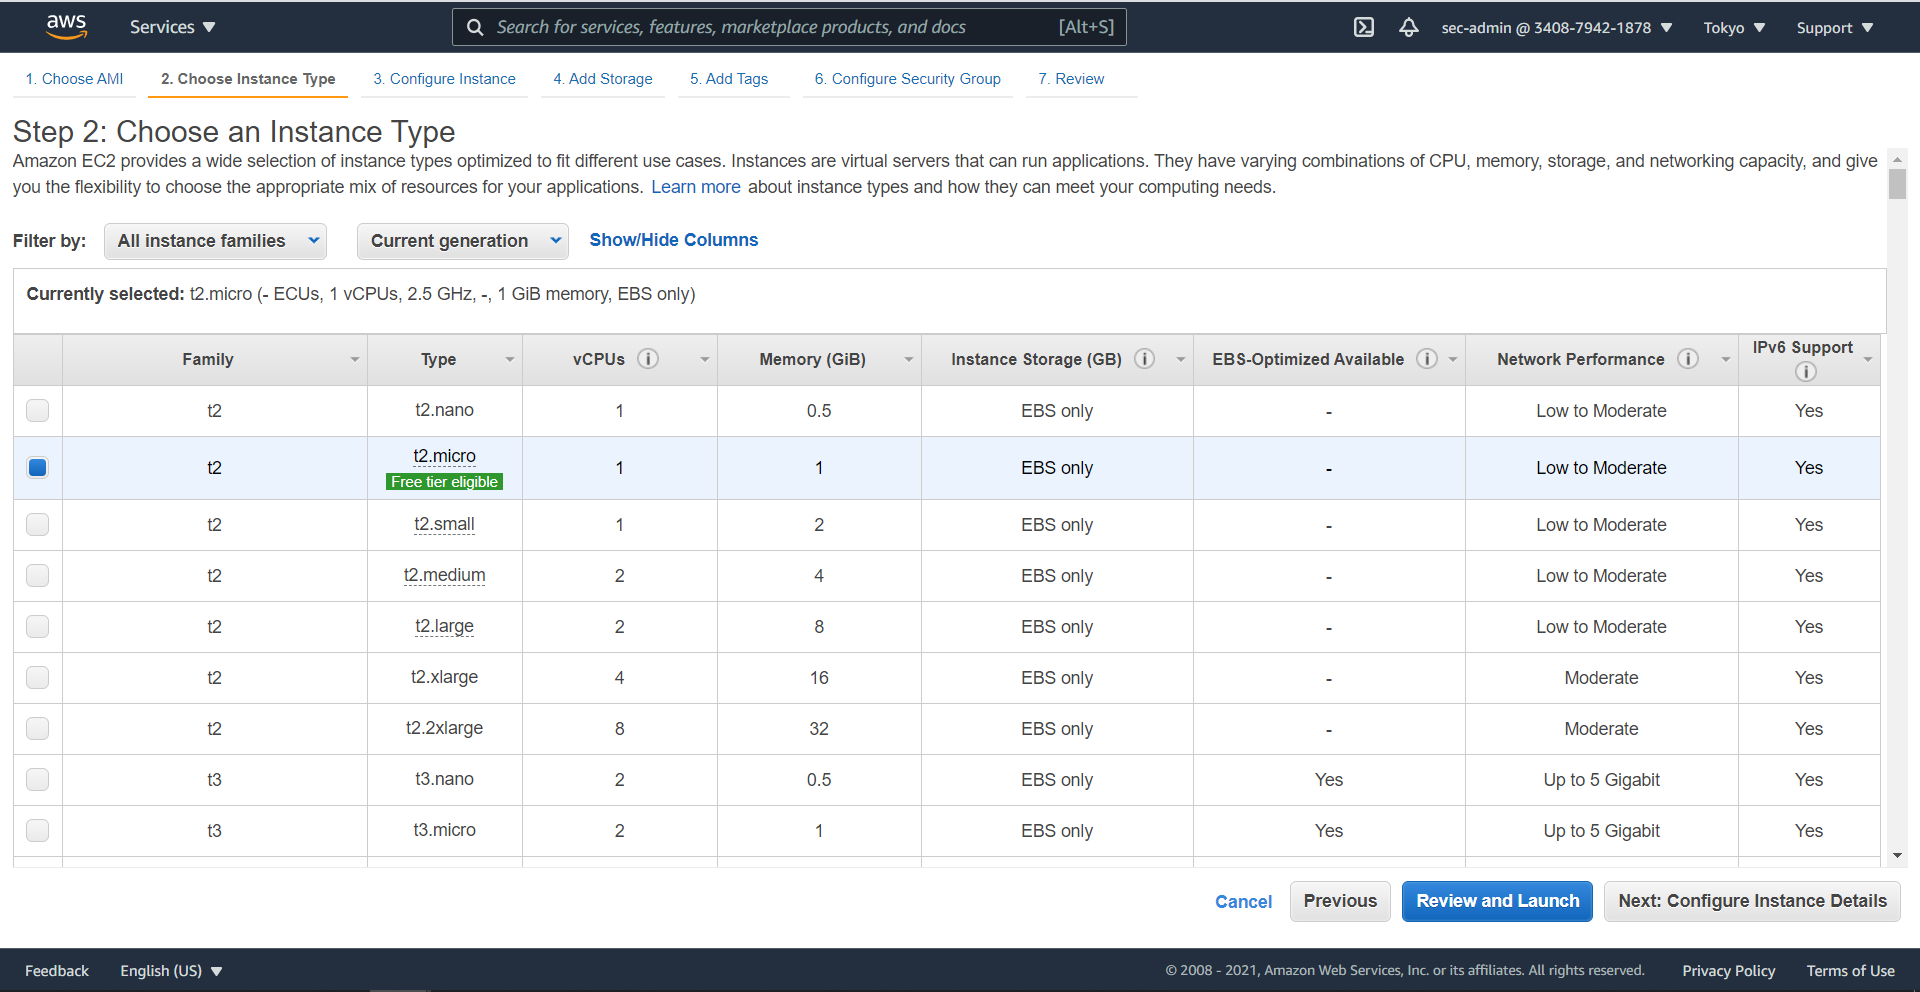 aws Services Search for services, features, marketplace products, and docs [Alt+S] sec-admin @ 3408-7942-1878 Tokyo Support
1. Choose AMI 2. Choose Instance Type 3. Configure Instance 4. Add Storage 5. Add Tags 6. Configure Security Group 7. Review
Step 2: Choose an Instance Type
Amazon EC2 provides a wide selection of instance types optimized to fit different use cases. Instances are virtual servers that can run applications. They have varying combinations of CPU, memory, storage, and networking capacity, and give
you the flexibility to choose the appropriate mix of resources for your applications. Learn more about instance types and how they can meet your computing needs.
Filter by: All instance families Current generation Show/Hide Columns
Currently selected: t2.micro (- ECUs, 1 vCPUs, 2.5 GHz, -, 1 GiB memory, EBS only)
Family Type vCPUs Memory (GiB) Instance Storage (GB) EBS-Optimized Available Network Performance IPv6 Support
t2 t2.nano 1 0.5 EBS only - Low to Moderate Yes
t2 t2.micro 1 1 EBS only - Low to Moderate Yes
Free tier eligible
t2 t2.small 1 2 EBS only - Low to Moderate Yes
t2 t2.medium 2 4 EBS only - Low to Moderate Yes
t2 t2.large 2 8 EBS only - Low to Moderate Yes
t2 t2.xlarge 4 16 EBS only - Moderate Yes
t2 t2.2xlarge 8 32 EBS only - Moderate Yes
t3 t3.nano 2 0.5 EBS only Yes Up to 5 Gigabit Yes
t3 t3.micro 2 1 EBS only Yes Up to 5 Gigabit Yes
Cancel Previous Review and Launch Next: Configure Instance Details
Feedback English (US) © 2008 - 2021, Amazon Web Services, Inc. or its affiliates. All rights reserved. Privacy Policy Terms of Use